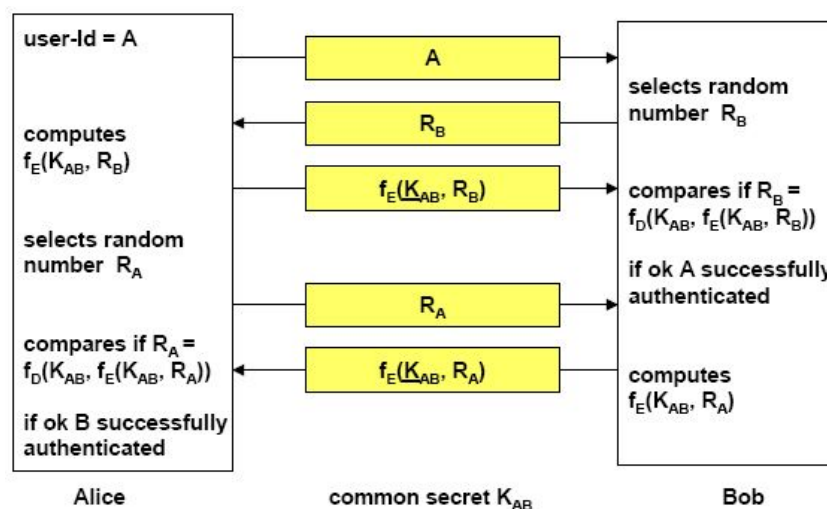 user-Id = A
A
selects random
number R_B
R_B
computes
f_E(K_AB, R_B)
f_E(K_AB, R_B)
compares if R_B =
f_D(K_AB, f_E(K_AB, R_B))
selects random
number R_A
if ok A successfully
authenticated
R_A
compares if R_A =
f_D(K_AB, f_E(K_AB, R_A))
f_E(K_AB, R_A)
computes
f_E(K_AB, R_A)
if ok B successfully
authenticated
Alice
common secret K_AB
Bob